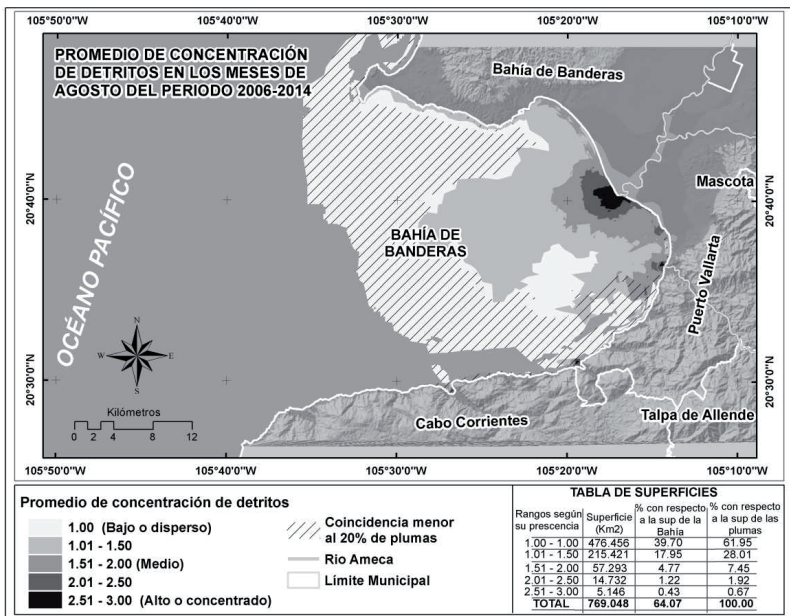 105°50'0"W 105°40'0"W 105°30'0"W 105°20'0"W 105°10'0"W
PROMEDIO DE CONCENTRACIÓN
DE DETRITOS EN LOS MESES DE
AGOSTO DEL PERIODO 2006-2014
Bahía de Banderas
Mascota
20°40'0"N
20°40'0"N
BAHÍA DE
BANDERAS
OCÉANO PACÍFICO
Puerto Vallarta
N
W E
S
20°30'0"N
20°30'0"N
Kilómetros
0 2 4 8 12
Cabo Corrientes
Talpa de Allende
105°50'0"W 105°40'0"W 105°30'0"W 105°20'0"W 105°10'0"W
Promedio de concentración de detritos
1.00 (Bajo o disperso)
1.01 - 1.50
1.51 - 2.00 (Medio)
2.01 - 2.50
2.51 - 3.00 (Alto o concentrado)
Coincidencia menor
al 20% de plumas
Rio Ameca
Límite Municipal
TABLA DE SUPERFICIES
Rangos según su prescencia Superficie (Km2) % con respecto a la sup de la Bahía % con respecto a la sup de las plumas
1.00 - 1.00 476.456 39.70 61.95
1.01 - 1.50 215.421 17.95 28.01
1.51 - 2.00 57.293 4.77 7.45
2.01 - 2.50 14.732 1.22 1.92
2.51 - 3.00 5.146 0.43 0.67
TOTAL 769.048 64.07 100.00